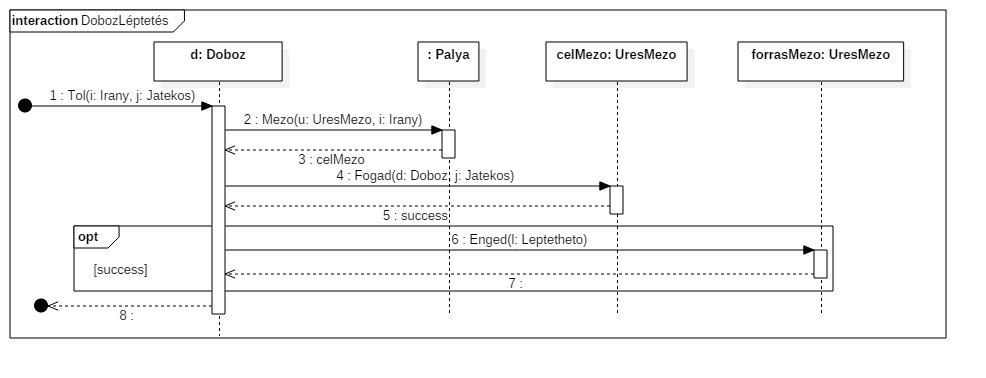 interaction DobozLéptetés
d: Doboz
: Palya
celMezo: UresMezo
forrasMezo: UresMezo
1 : Tol(i: Irany, j: Jatekos)
2 : Mezo(u: UresMezo, i: Irany)
3 : celMezo
4 : Fogad(d: Doboz, j: Jatekos)
5 : success
opt
6 : Enged(l: Leptetheto)
[success]
7 :
8 :